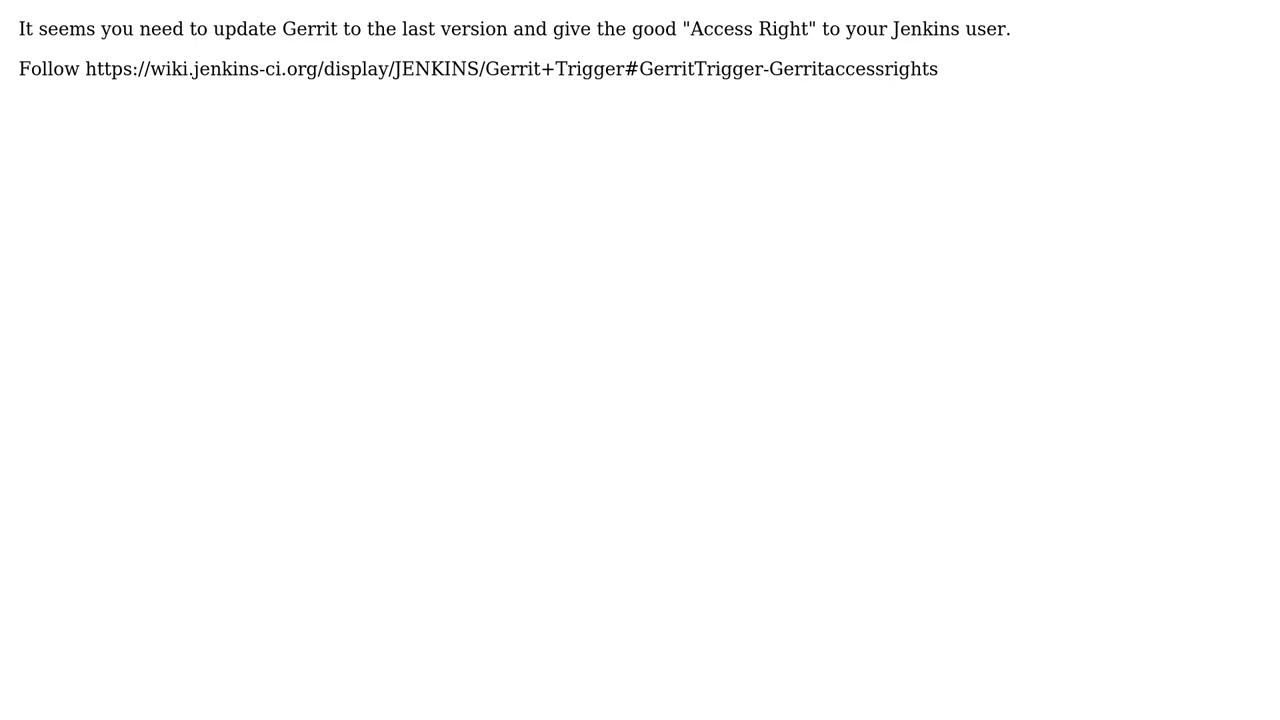 It seems you need to update Gerrit to the last version and give the good "Access Right" to your Jenkins user.
Follow https://wiki.jenkins-ci.org/display/JENKINS/Gerrit+Trigger#GerritTrigger-Gerritaccessrights